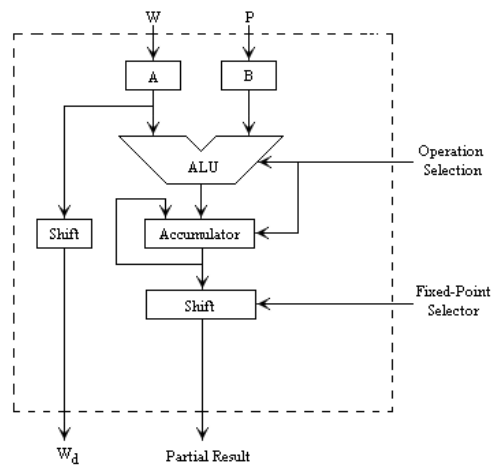 W
P
A
B
ALU
Operation
Selection
Shift
Accumulator
Shift
Fixed-Point
Selector
Wd
Partial Result